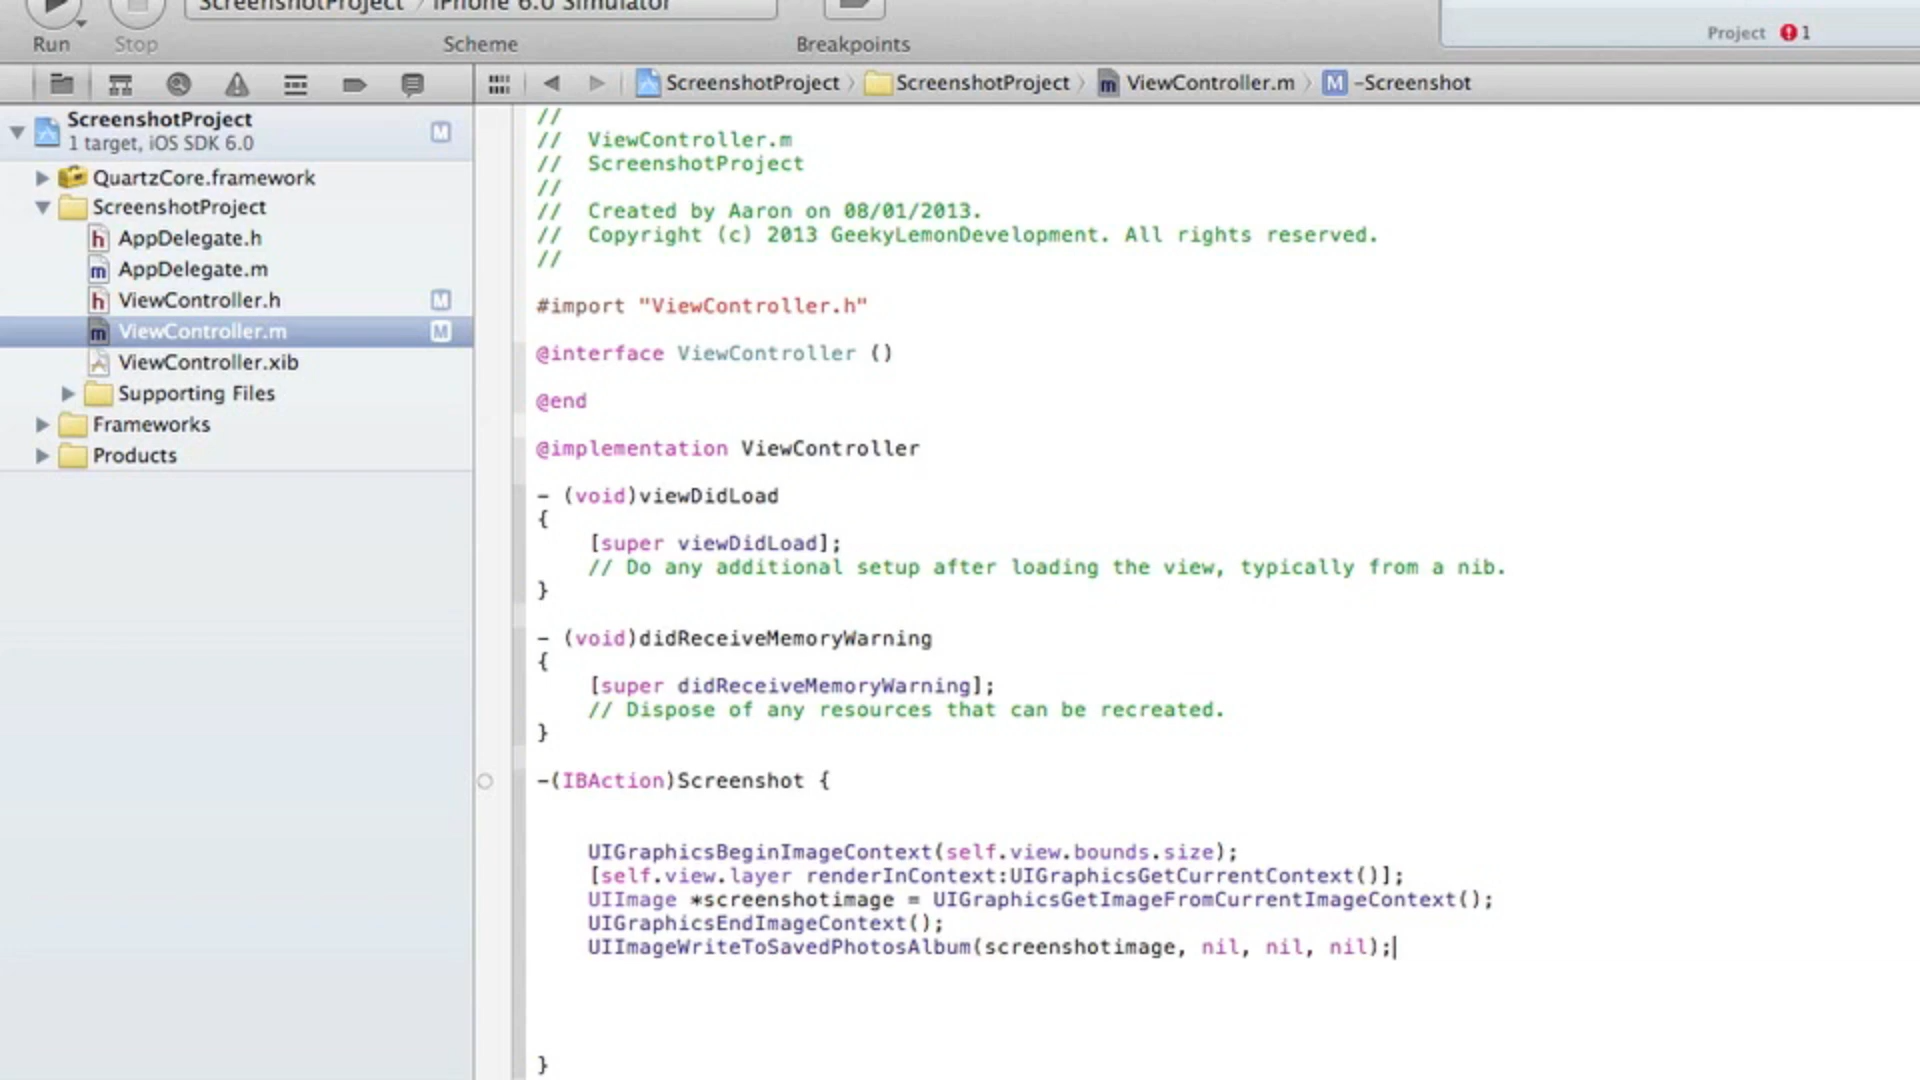 ScreenshotProject iPhone 6.0 Simulator
Run Stop Scheme Breakpoints Project 1
ScreenshotProject ScreenshotProject ViewController.m M -Screenshot
ScreenshotProject M
1 target, iOS SDK 6.0
QuartzCore.framework
ScreenshotProject
h AppDelegate.h
m AppDelegate.m
h ViewController.h M
m ViewController.m M
ViewController.xib
Supporting Files
Frameworks
Products
//
// ViewController.m
// ScreenshotProject
//
// Created by Aaron on 08/01/2013.
// Copyright (c) 2013 GeekyLemonDevelopment. All rights reserved.
//
#import "ViewController.h"
@interface ViewController ()
@end
@implementation ViewController
- (void)viewDidLoad
{
[super viewDidLoad];
// Do any additional setup after loading the view, typically from a nib.
}
- (void)didReceiveMemoryWarning
{
[super didReceiveMemoryWarning];
// Dispose of any resources that can be recreated.
}
-(IBAction)Screenshot {
UIGraphicsBeginImageContext(self.view.bounds.size);
[self.view.layer renderInContext:UIGraphicsGetCurrentContext()];
UIImage *screenshotimage = UIGraphicsGetImageFromCurrentImageContext();
UIGraphicsEndImageContext();
UIImageWriteToSavedPhotosAlbum(screenshotimage, nil, nil, nil);
}